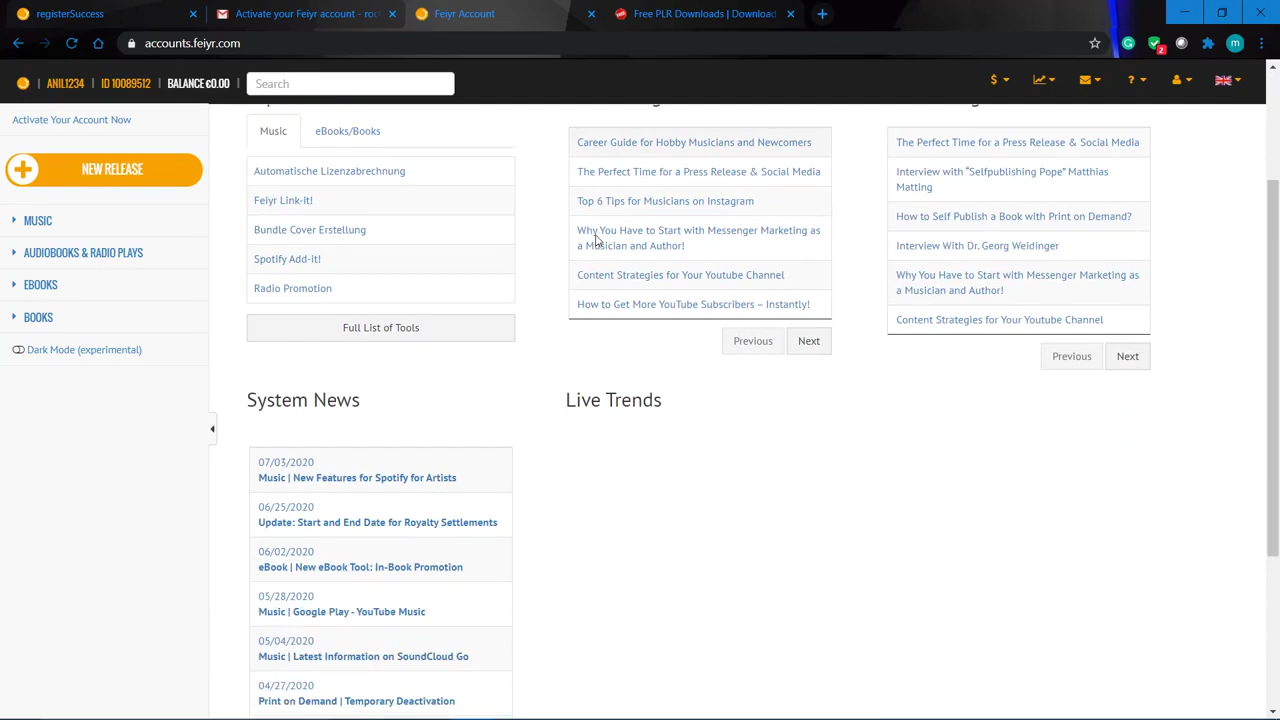 registerSuccess
Activate your Feiyr account - roc
Feiyr Account
Free PLR Downloads | Download
accounts.feiyr.com
2
m
| ANIL1234 | ID 10089512 | BALANCE €0.00 |
Search
$
?
Activate Your Account Now
NEW RELEASE
MUSIC
AUDIOBOOKS & RADIO PLAYS
EBOOKS
BOOKS
Dark Mode (experimental)
Music
eBooks/Books
Automatische Lizenzabrechnung
Feiyr Link-it!
Bundle Cover Erstellung
Spotify Add-it!
Radio Promotion
Full List of Tools
Career Guide for Hobby Musicians and Newcomers
The Perfect Time for a Press Release & Social Media
Top 6 Tips for Musicians on Instagram
Why You Have to Start with Messenger Marketing as
a Musician and Author!
Content Strategies for Your Youtube Channel
How to Get More YouTube Subscribers – Instantly!
Previous
Next
The Perfect Time for a Press Release & Social Media
Interview with “Selfpublishing Pope” Matthias
Matting
How to Self Publish a Book with Print on Demand?
Interview With Dr. Georg Weidinger
Why You Have to Start with Messenger Marketing as
a Musician and Author!
Content Strategies for Your Youtube Channel
Previous
Next
System News
07/03/2020
Music | New Features for Spotify for Artists
06/25/2020
Update: Start and End Date for Royalty Settlements
06/02/2020
eBook | New eBook Tool: In-Book Promotion
05/28/2020
Music | Google Play - YouTube Music
05/04/2020
Music | Latest Information on SoundCloud Go
04/27/2020
Print on Demand | Temporary Deactivation
Live Trends